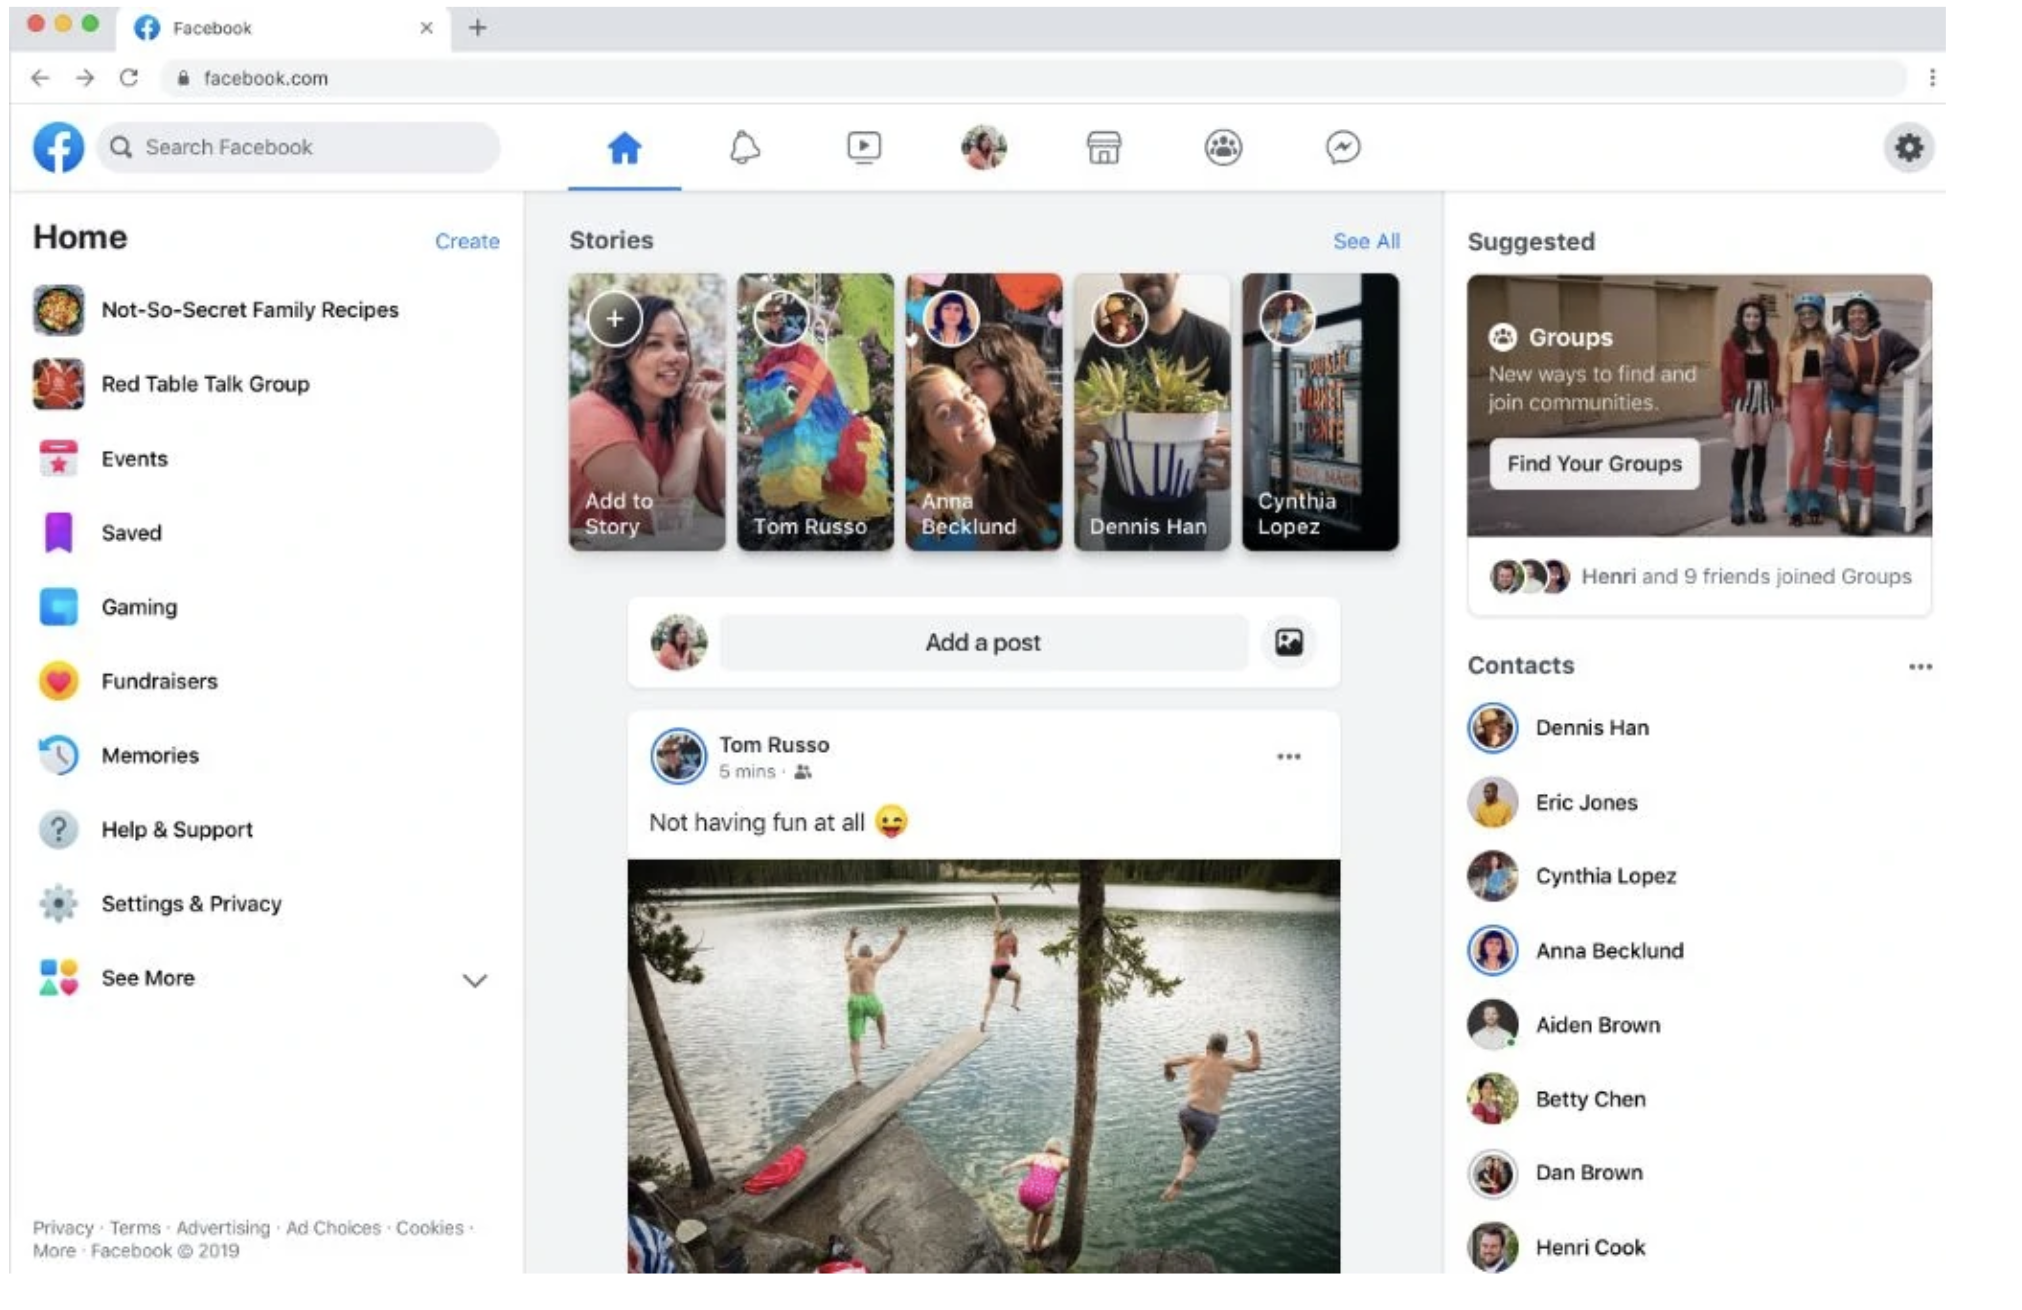 Facebook
facebook.com
Search Facebook
Home
Create
Not-So-Secret Family Recipes
Red Table Talk Group
Events
Saved
Gaming
Fundraisers
Memories
Help & Support
Settings & Privacy
See More
Privacy · Terms · Advertising · Ad Choices · Cookies ·
More · Facebook © 2019
Stories
See All
Add to
Story
Tom Russo
Anna
Becklund
Dennis Han
PUBLIC
MARKET
Cynthia
Lopez
Add a post
Tom Russo
5 mins ·
Not having fun at all 😜
Suggested
Groups
New ways to find and
join communities.
Find Your Groups
Henri and 9 friends joined Groups
Contacts
Dennis Han
Eric Jones
Cynthia Lopez
Anna Becklund
Aiden Brown
Betty Chen
Dan Brown
Henri Cook